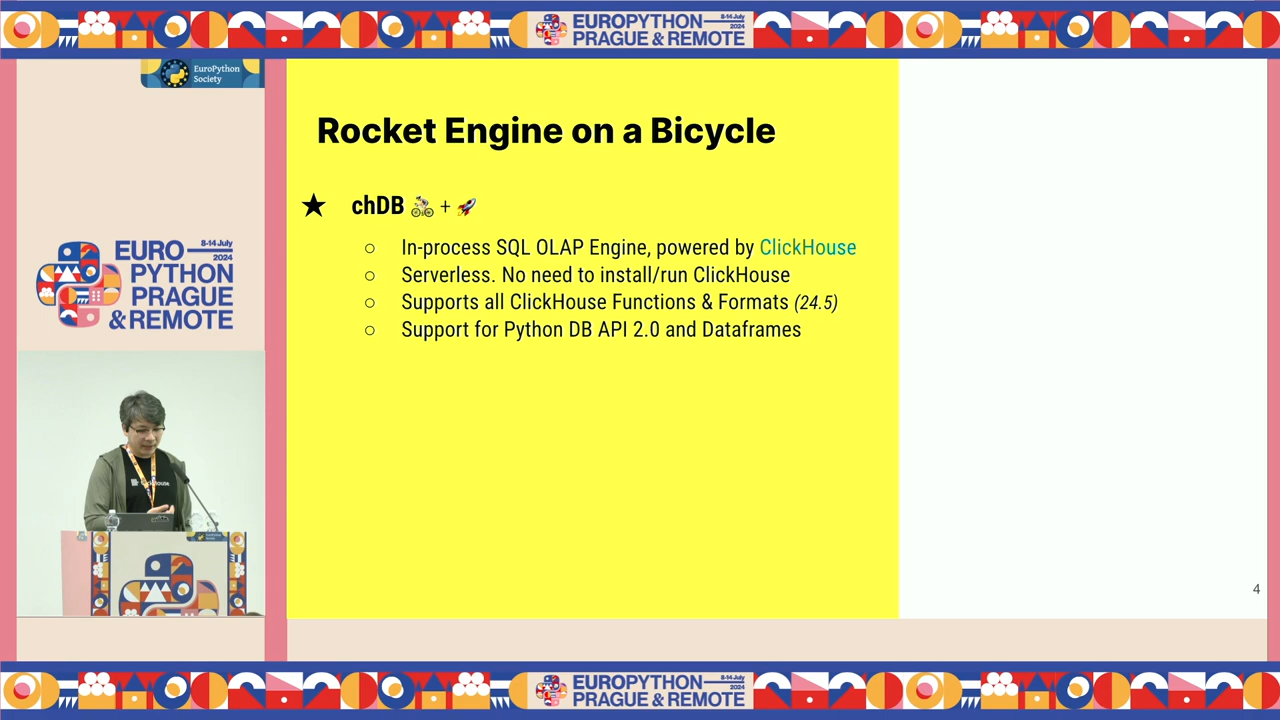 EUROPYTHON
8-14 July
2024
PRAGUE & REMOTE
EuroPython
Society
EURO
8-14 July
2024
PYTHON
PRAGUE
& REMOTE
Rocket Engine on a Bicycle
★ chDB 🚴 + 🚀
○ In-process SQL OLAP Engine, powered by ClickHouse
○ Serverless. No need to install/run ClickHouse
○ Supports all ClickHouse Functions & Formats (24.5)
○ Support for Python DB API 2.0 and Dataframes
ClickHouse
4
EUROPYTHON
8-14 July
2024
PRAGUE & REMOTE